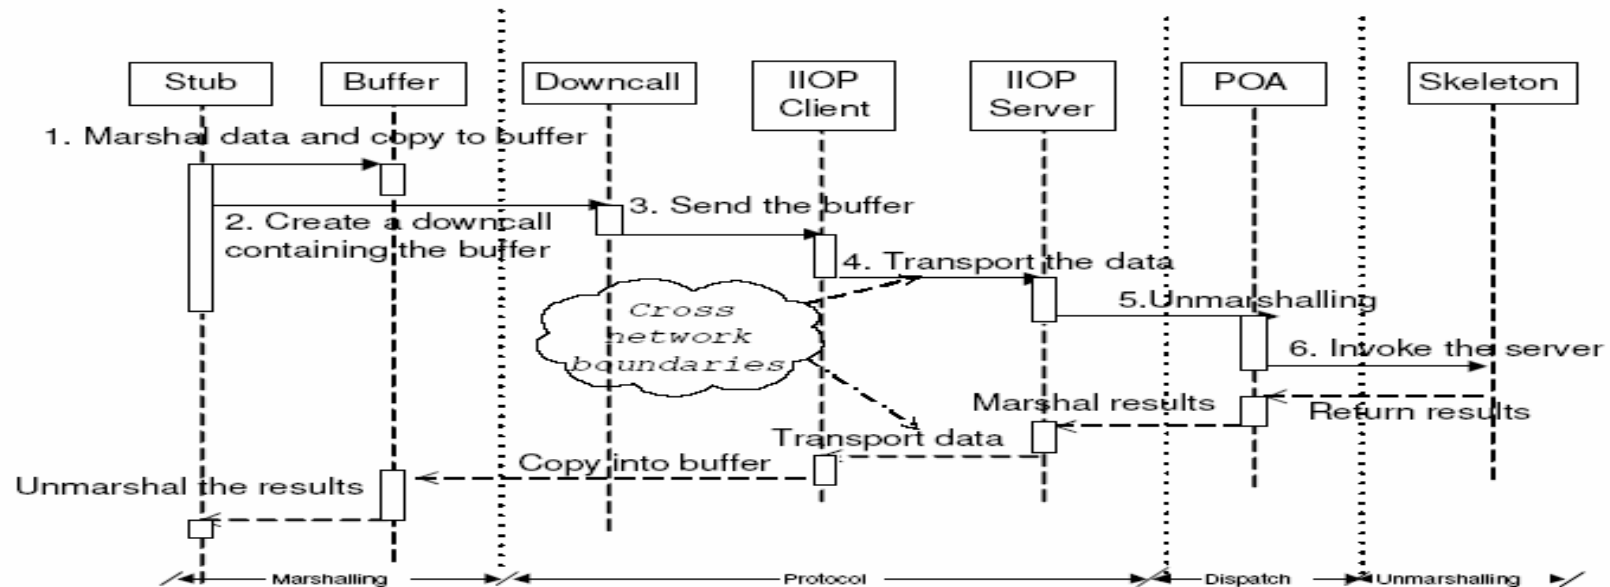 Stub
Buffer
Downcall
IIOP
Client
IIOP
Server
POA
Skeleton
1. Marshal data and copy to buffer
2. Create a downcall
containing the buffer
3. Send the buffer
4. Transport the data
Cross
network
boundaries
5.Unmarshalling
6. Invoke the server
Return results
Marshal results
Transport data
Copy into buffer
Unmarshal the results
Marshalling
Protocol
Dispatch
Unmarshalling